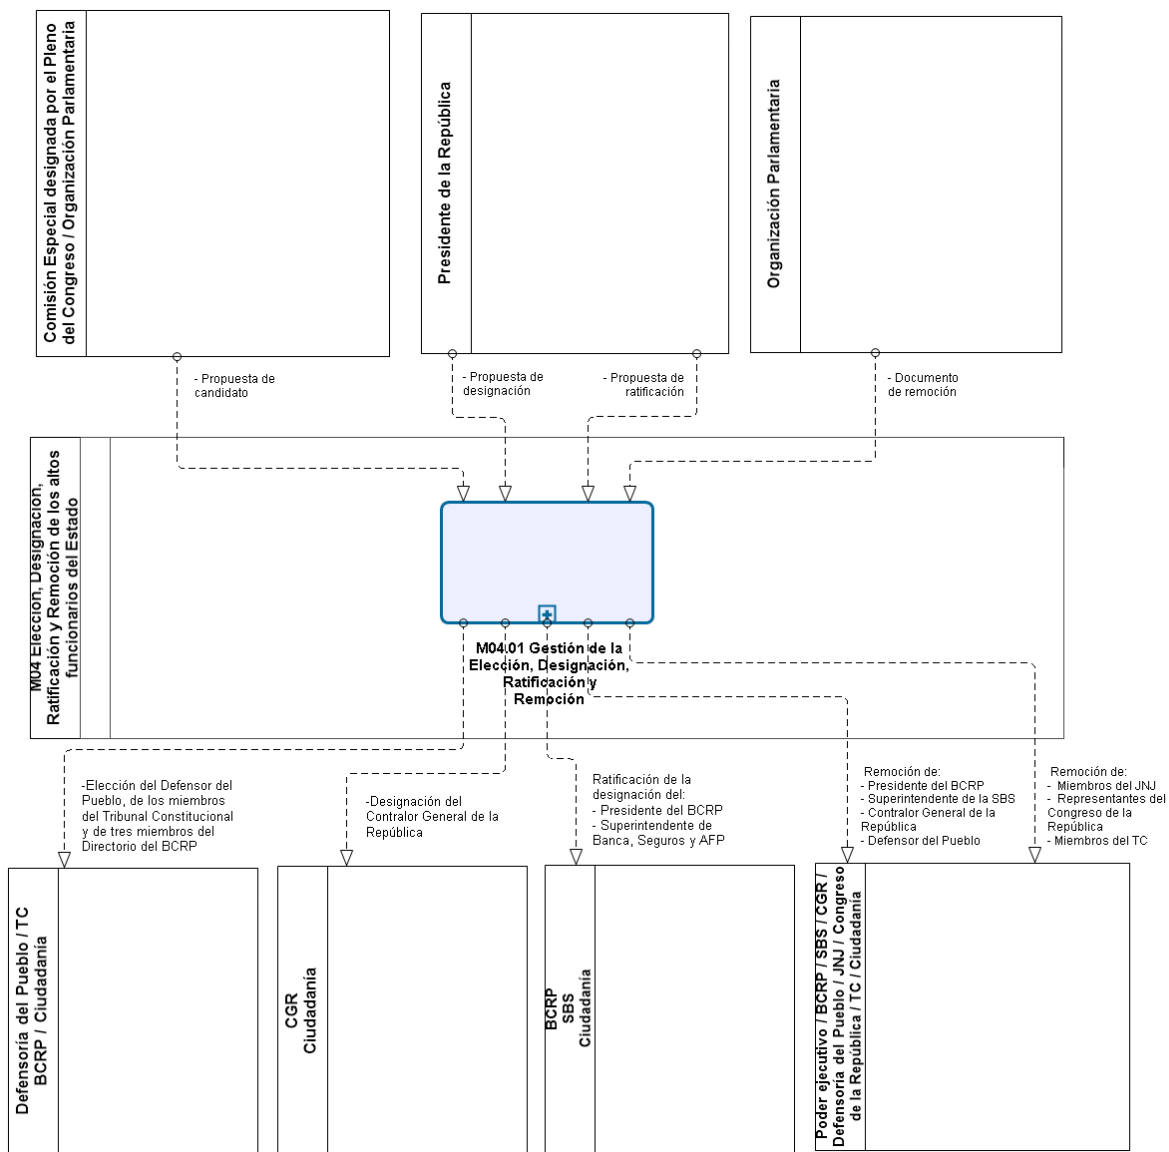 Comisión Especial designada por el Pleno
del Congreso / Organización Parlamentaria
Presidente de la República
Organización Parlamentaria
- Propuesta de
candidato
- Propuesta de
designación
- Propuesta de
ratificación
- Documento
de remoción
M04 Elección, Designación,
Ratificación y Remoción de los altos
funcionarios del Estado
M04.01 Gestión de la
Elección, Designación,
Ratificación y
Remoción
-Elección del Defensor del
Pueblo, de los miembros
del Tribunal Constitucional
y de tres miembros del
Directorio del BCRP
-Designación del
Contralor General de la
República
Ratificación de la
designación del:
- Presidente del BCRP
- Superintendente de
Banca, Seguros y AFP
Remoción de:
- Presidente del BCRP
- Superintendente de la SBS
- Contralor General de la
República
- Defensor del Pueblo
Remoción de:
- Miembros del JNJ
- Representantes del
Congreso de la
República
- Miembros del TC
Defensoría del Pueblo / TC
BCRP / Ciudadanía
CGR
Ciudadanía
BCRP
SBS
Ciudadanía
Poder ejecutivo / BCRP / SBS / CGR /
Defensoría del Pueblo / JNJ / Congreso
de la República / TC / Ciudadanía